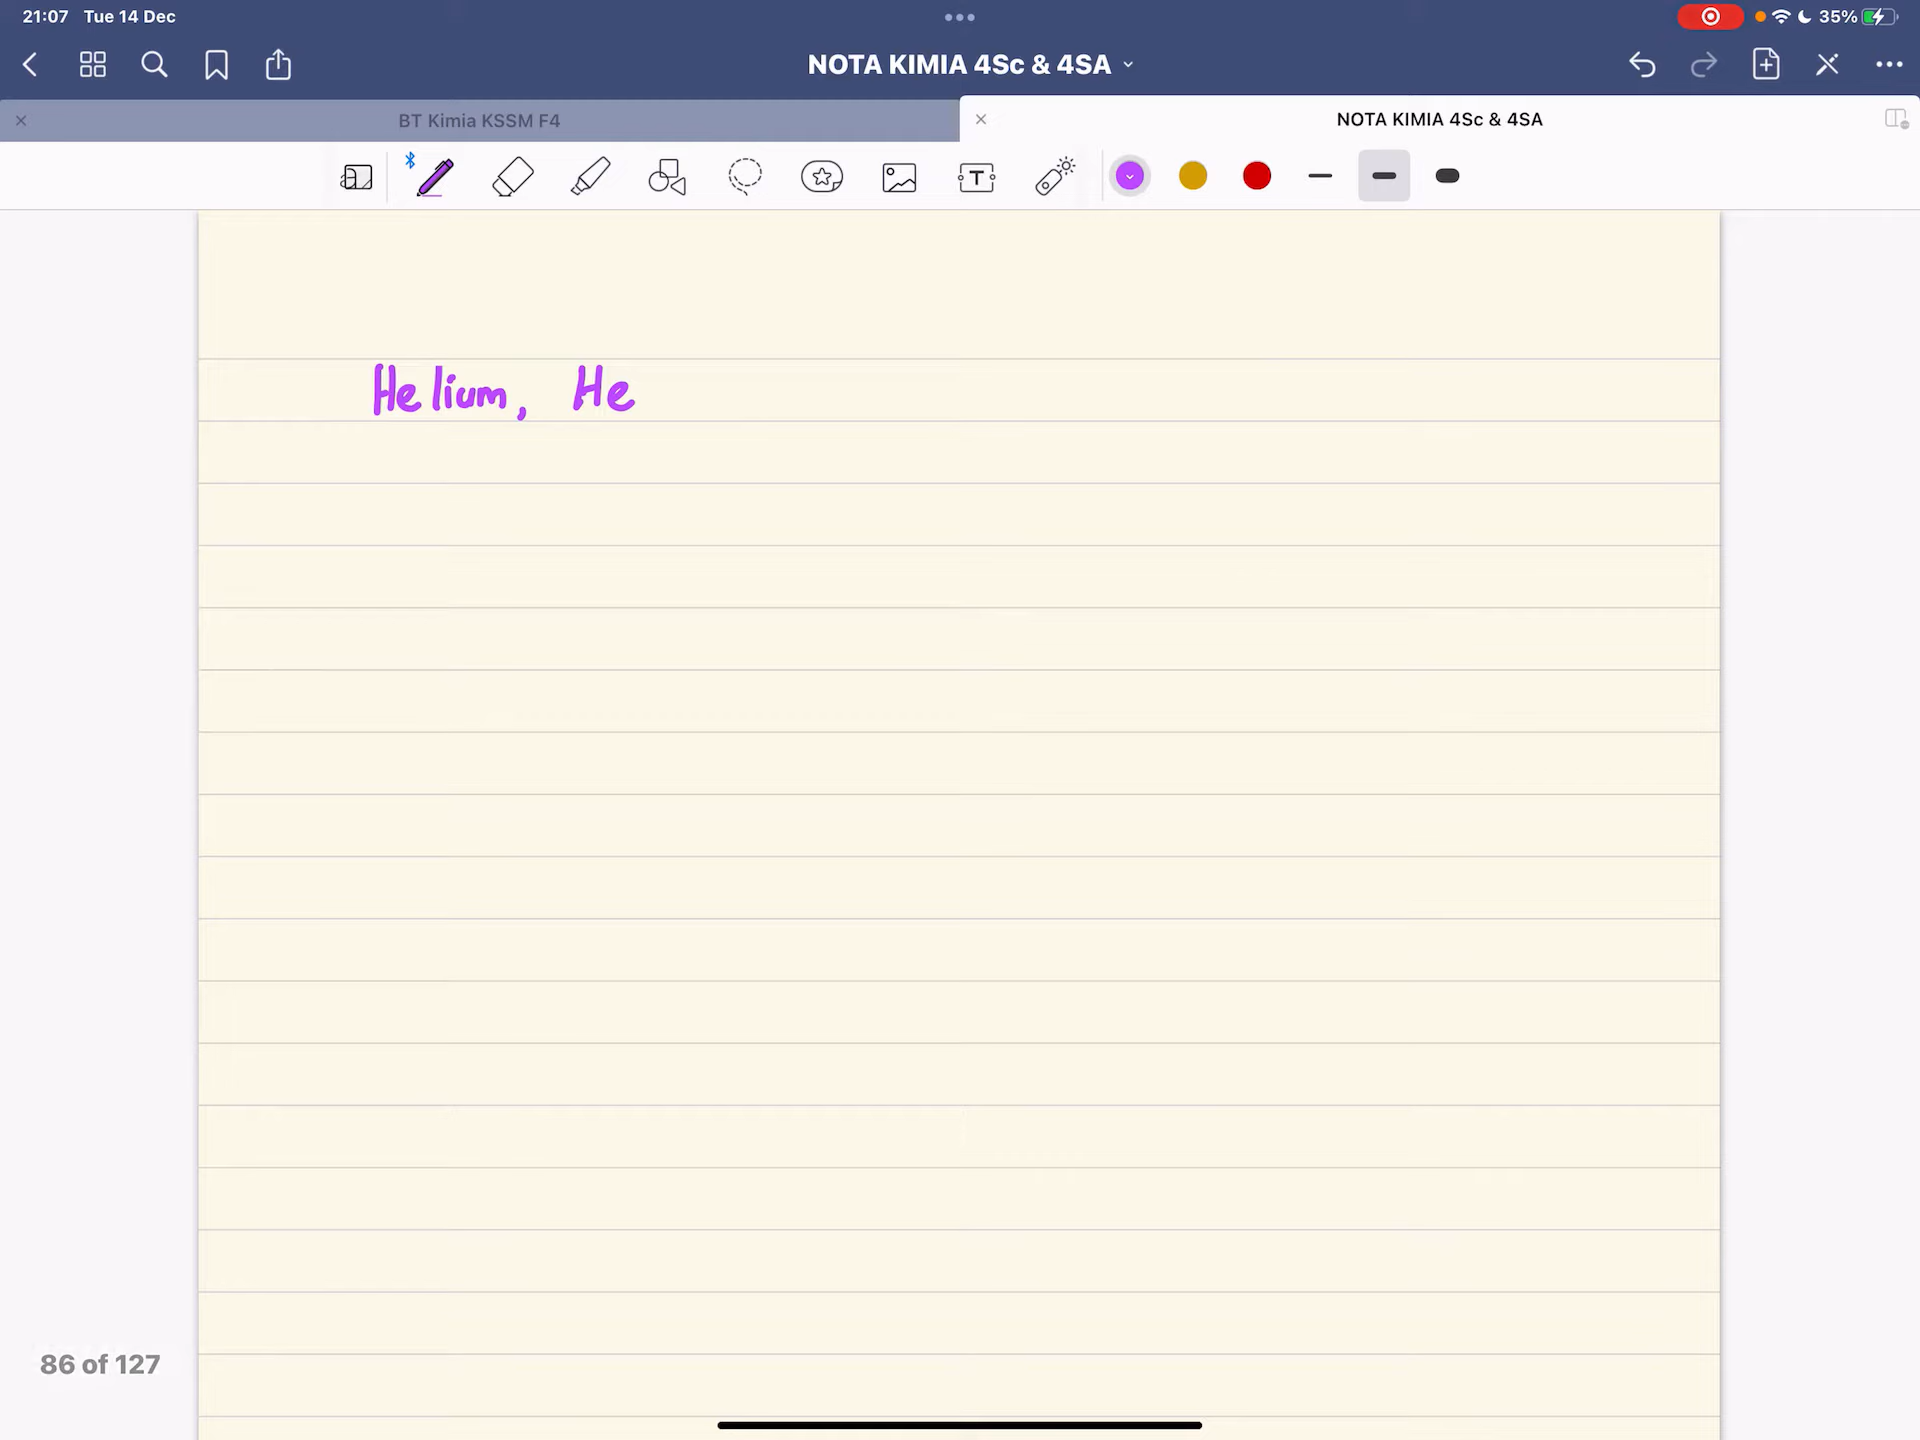 21:07 Tue 14 Dec 35%
NOTA KIMIA 4Sc & 4SA
BT Kimia KSSM F4 NOTA KIMIA 4Sc & 4SA
Helium, He
86 of 127